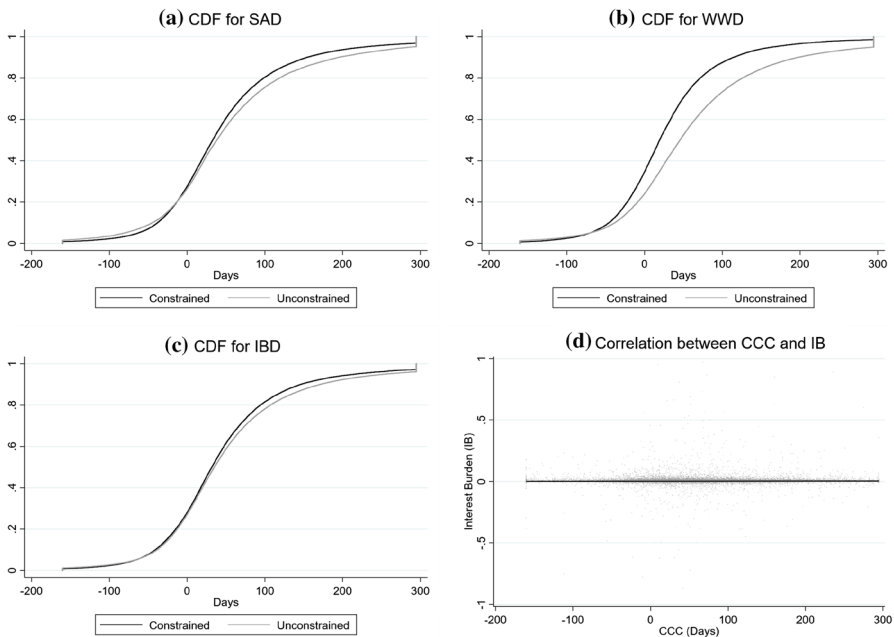 (a) CDF for SAD
1
.8
.6
.4
.2
0
-200 -100 0 100 200 300
Days
Constrained Unconstrained
(b) CDF for WWD
1
.8
.6
.4
.2
0
-200 -100 0 100 200 300
Days
Constrained Unconstrained
(c) CDF for IBD
1
.8
.6
.4
.2
0
-200 -100 0 100 200 300
Days
Constrained Unconstrained
(d) Correlation between CCC and IB
Interest Burden (IB)
1
.5
0
-.5
-1
-200 -100 0 100 200 300
CCC (Days)